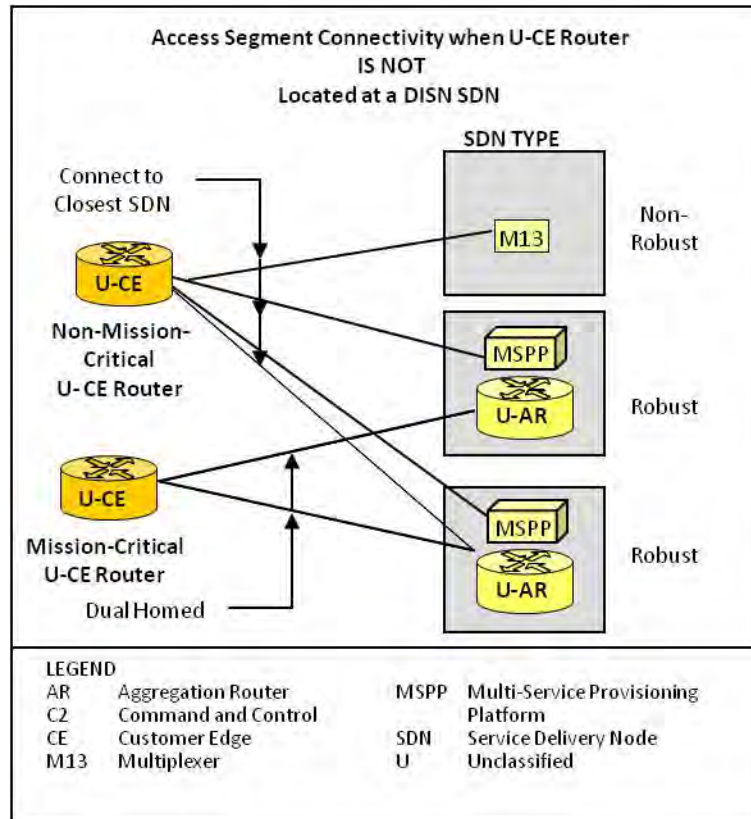 Access Segment Connectivity when U-CE Router
IS NOT
Located at a DISN SDN
SDN TYPE
Connect to
Closest SDN
U-CE
Non-Mission-
Critical
U-CE Router
M13
Non-
Robust
MSPP
U-AR
Robust
U-CE
Mission-Critical
U-CE Router
Dual Homed
MSPP
U-AR
Robust
LEGEND
AR Aggregation Router
C2 Command and Control
CE Customer Edge
M13 Multiplexer
MSPP Multi-Service Provisioning
Platform
SDN Service Delivery Node
U Unclassified